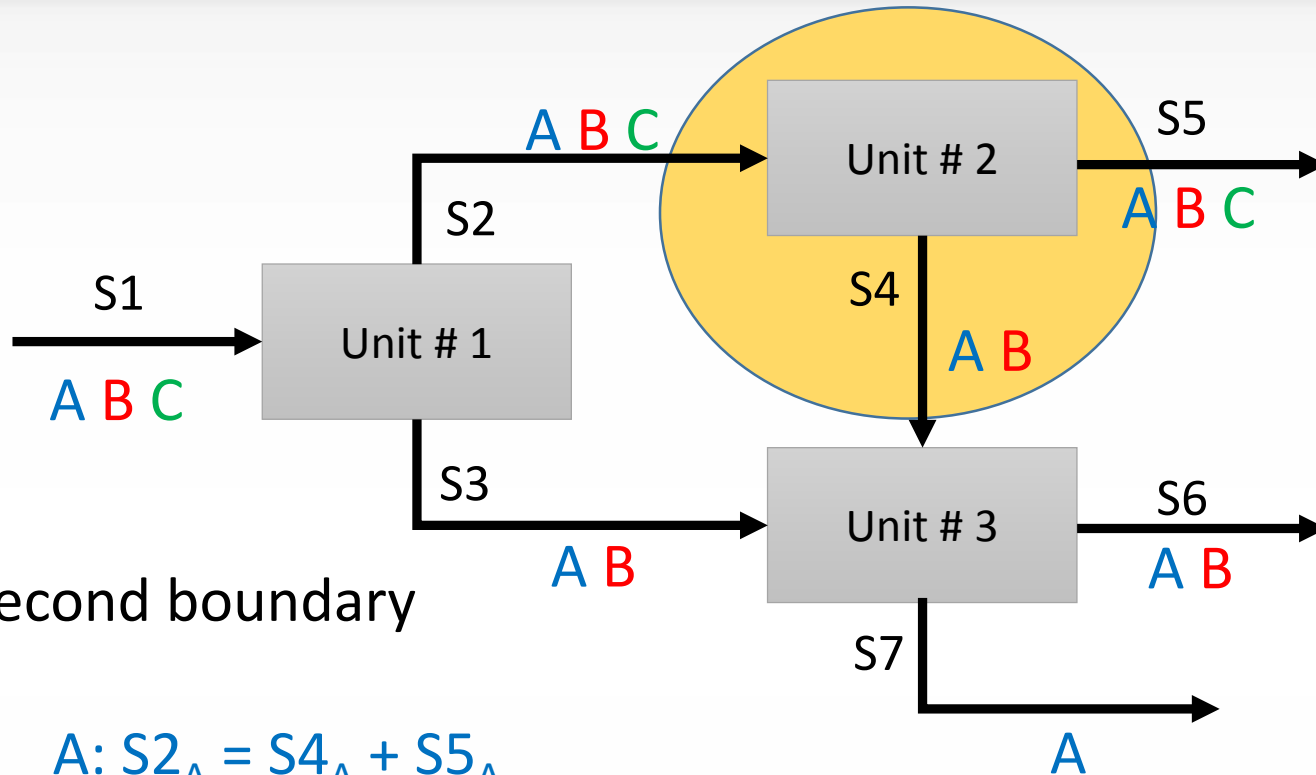 A B C
S5
Unit # 2
A B C
S2
S4
S1
Unit # 1
A B
A B C
S3
S6
Unit # 3
A B
A B
econd boundary
S7
A: S2A = S4A + S5A
A